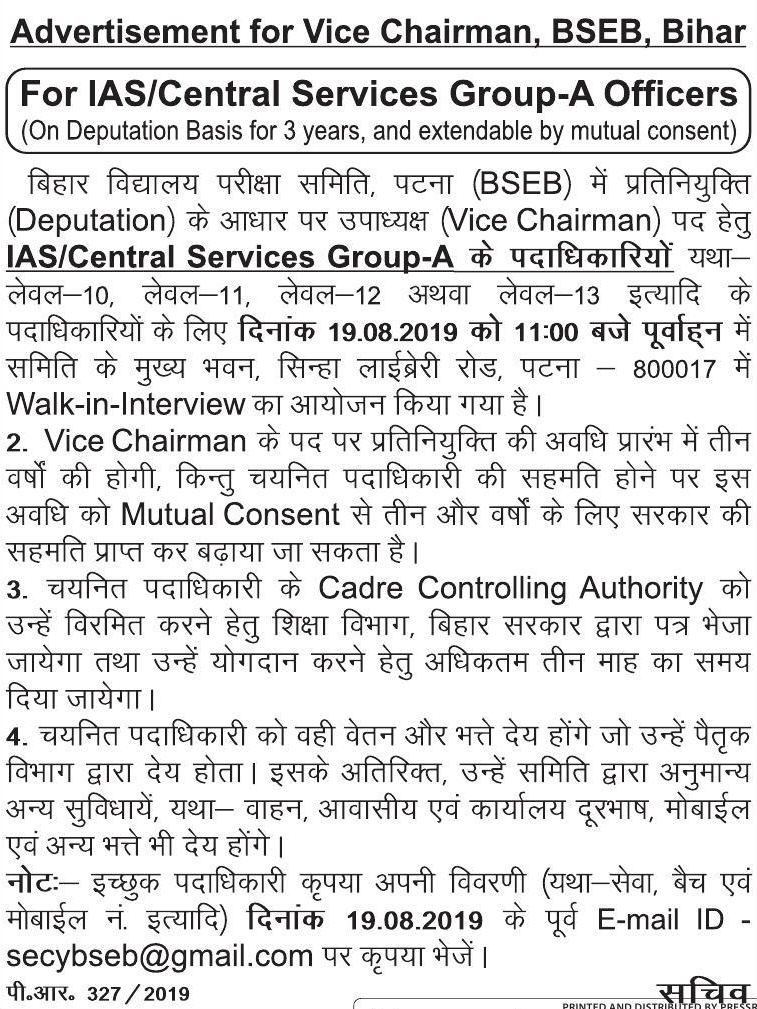 Advertisement for Vice Chairman, BSEB, Bihar
For IAS/Central Services Group-A Officers
(On Deputation Basis for 3 years, and extendable by mutual consent)
बिहार विद्यालय परीक्षा समिति, पटना (BSEB) में प्रतिनियुक्ति
(Deputation) के आधार पर उपाध्यक्ष (Vice Chairman) पद हेतु
IAS/Central Services Group-A के पदाधिकारियों यथा–
लेवल–10, लेवल–11, लेवल–12 अथवा लेवल–13 इत्यादि के
पदाधिकारियों के लिए दिनांक 19.08.2019 को 11:00 बजे पूर्वाह्न में
समिति के मुख्य भवन, सिन्हा लाईब्रेरी रोड, पटना – 800017 में
Walk-in-Interview का आयोजन किया गया है।
2. Vice Chairman के पद पर प्रतिनियुक्ति की अवधि प्रारंभ में तीन
वर्षों की होगी, किन्तु चयनित पदाधिकारी की सहमति होने पर इस
अवधि को Mutual Consent से तीन और वर्षों के लिए सरकार की
सहमति प्राप्त कर बढ़ाया जा सकता है।
3. चयनित पदाधिकारी के Cadre Controlling Authority को
उन्हें विरमित करने हेतु शिक्षा विभाग, बिहार सरकार द्वारा पत्र भेजा
जायेगा तथा उन्हें योगदान करने हेतु अधिकतम तीन माह का समय
दिया जायेगा।
4. चयनित पदाधिकारी को वही वेतन और भत्ते देय होंगे जो उन्हें पैतृक
विभाग द्वारा देय होता। इसके अतिरिक्त, उन्हें समिति द्वारा अनुमान्य
अन्य सुविधायें, यथा– वाहन, आवासीय एवं कार्यालय दूरभाष, मोबाईल
एवं अन्य भत्ते भी देय होंगे।
नोटः– इच्छुक पदाधिकारी कृपया अपनी विवरणी (यथा–सेवा, बैच एवं
मोबाईल नं. इत्यादि) दिनांक 19.08.2019 के पूर्व E-mail ID -
secybseb@gmail.com पर कृपया भेजें।
पी॰आर॰ 327/2019 सचिव
PRINTED AND DISTRIBUTED BY PRESSR